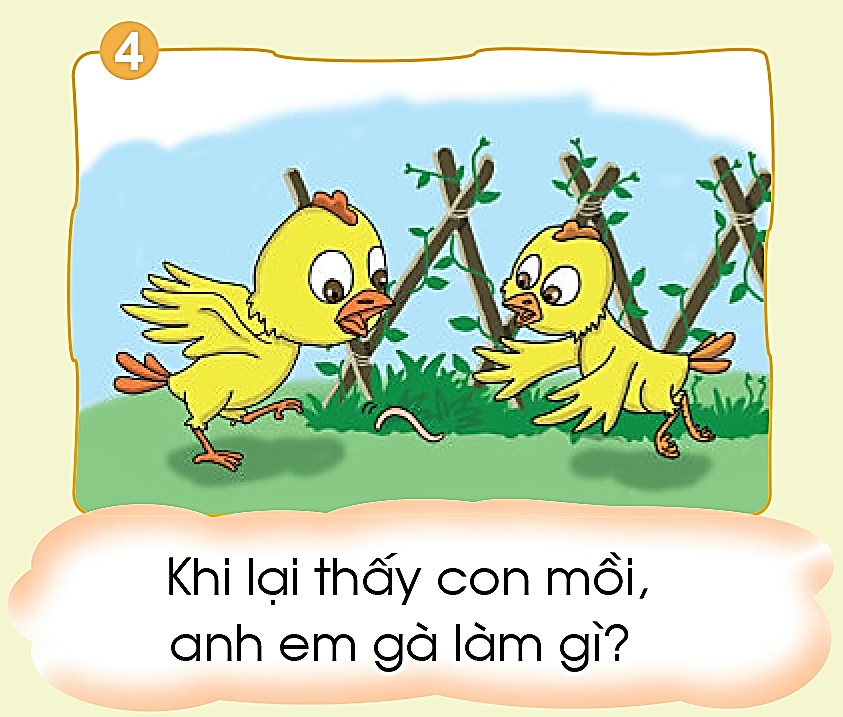 4
Khi lại thấy con mồi,
anh em gà làm gì?